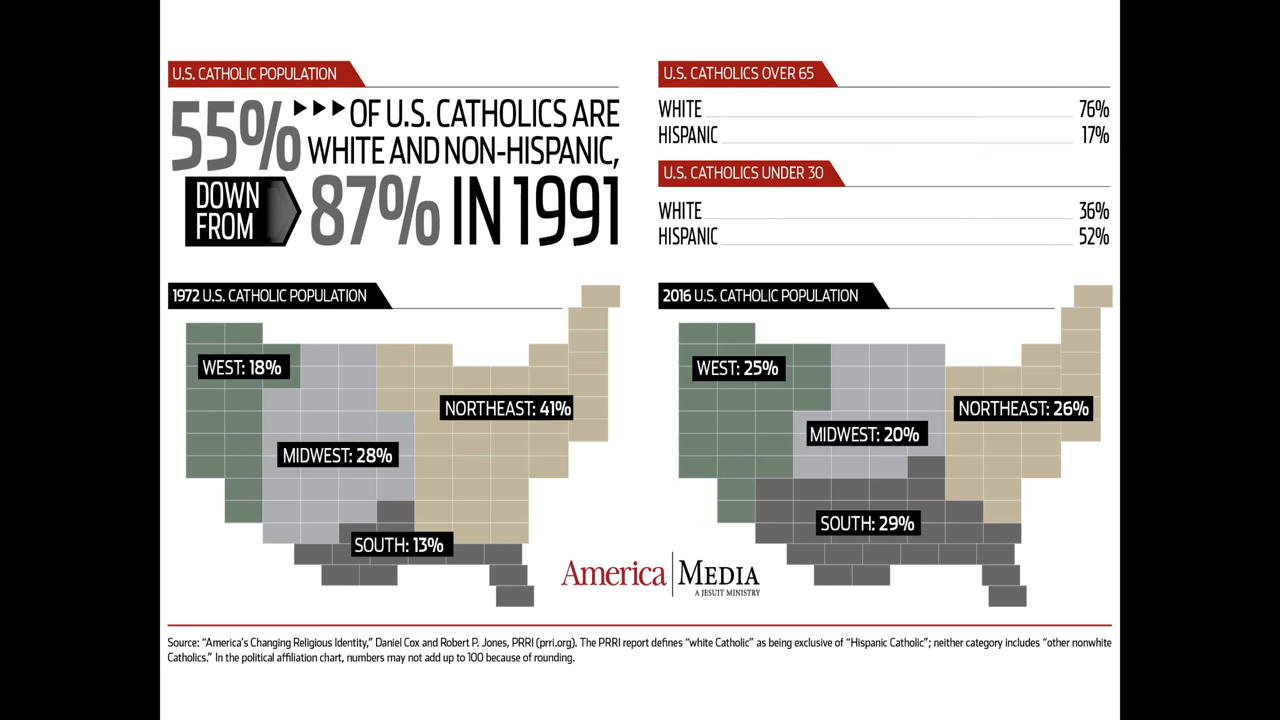 U.S. CATHOLIC POPULATION
55% ►►► OF U.S. CATHOLICS ARE
WHITE AND NON-HISPANIC,
DOWN
FROM
87% IN 1991
U.S. CATHOLICS OVER 65
WHITE 76%
HISPANIC 17%
U.S. CATHOLICS UNDER 30
WHITE 36%
HISPANIC 52%
1972 U.S. CATHOLIC POPULATION
WEST: 18%
NORTHEAST: 41%
MIDWEST: 28%
SOUTH: 13%
2016 U.S. CATHOLIC POPULATION
WEST: 25%
NORTHEAST: 26%
MIDWEST: 20%
SOUTH: 29%
America | MEDIA
A JESUIT MINISTRY
Source: “America’s Changing Religious Identity,” Daniel Cox and Robert P. Jones, PRRI (prri.org). The PRRI report defines “white Catholic” as being exclusive of “Hispanic Catholic”; neither category includes “other nonwhite
Catholics.” In the political affiliation chart, numbers may not add up to 100 because of rounding.